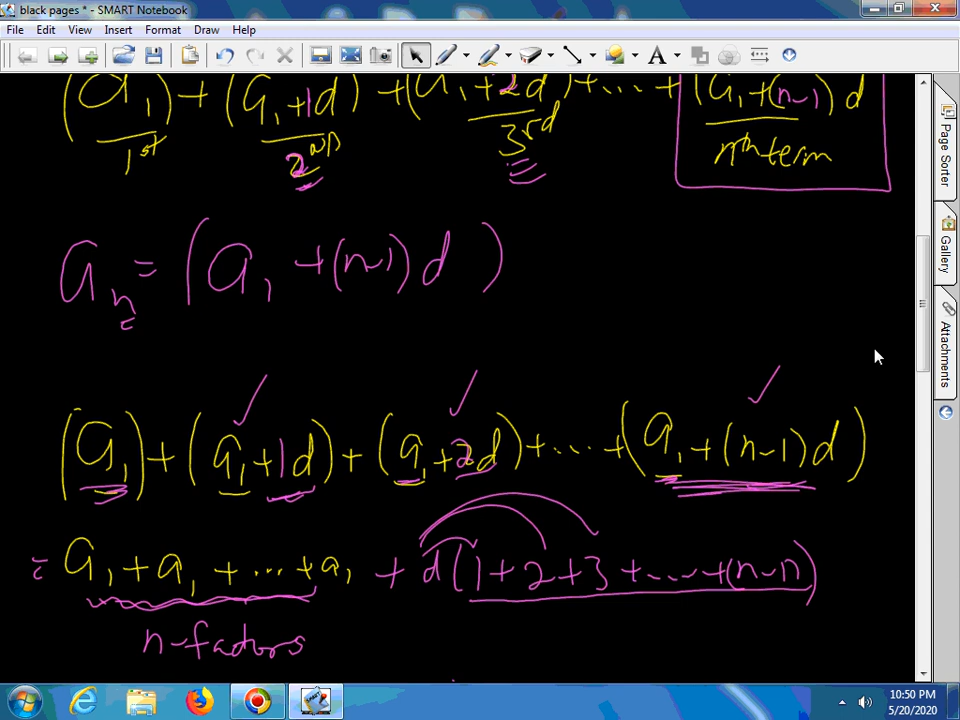 black pages * - SMART Notebook
File Edit View Insert Format Draw Help
(a₁) + (a₁+1d) + (a₁+2d) + .... + (a₁+(n-1)d
1st 2ND 3rd nth term
aₙ = (a₁ + (n-1)d)
(a₁) + (a₁+1d) + (a₁+2d) + .... + (a₁+(n-1)d)
= a₁ + a₁ + .... + a₁ + d(1+2+3+....+(n-1))
n-factors
Page Sorter
Gallery
Attachments
10:50 PM
5/20/2020